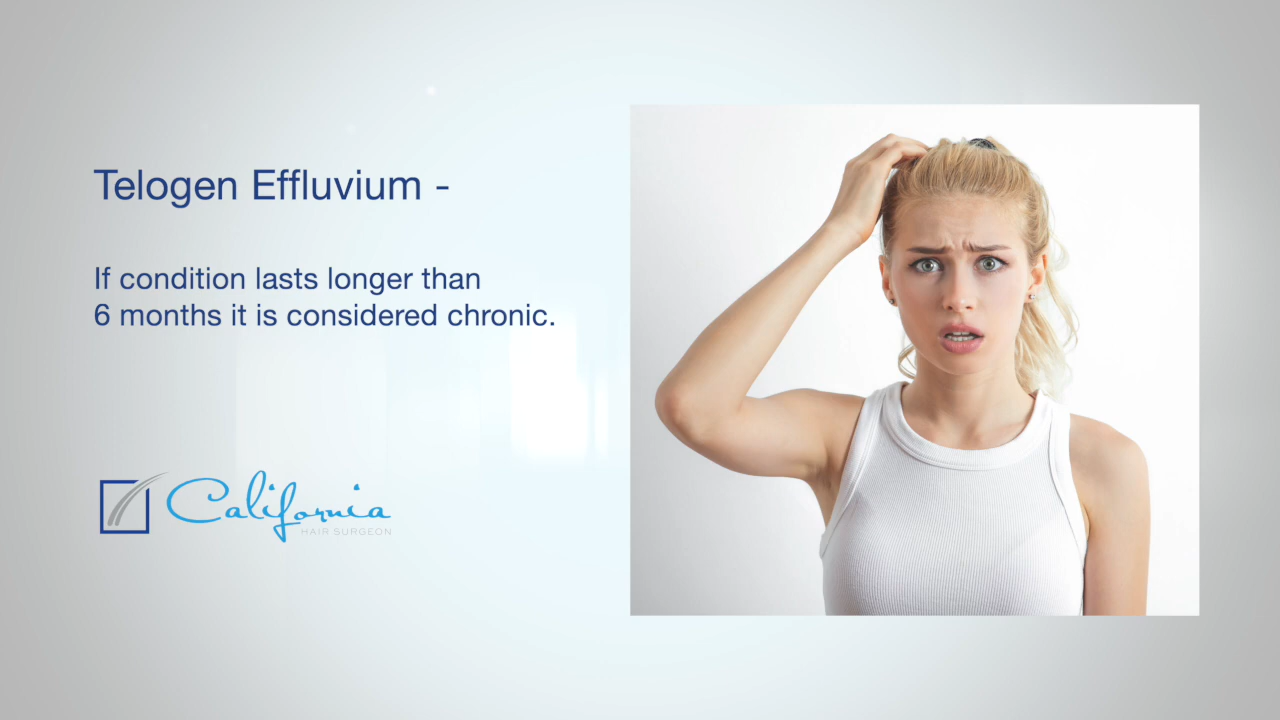 Telogen Effluvium -
If condition lasts longer than
6 months it is considered chronic.
California
HAIR SURGEON